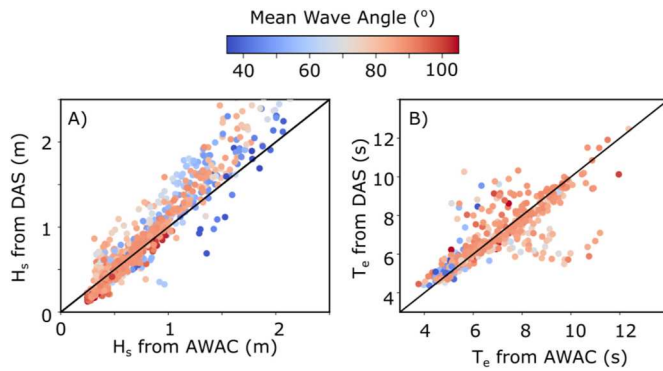 Mean Wave Angle (°)
40 60 80 100
A)
H_s from DAS (m)
2
1
0
0 1 2
H_s from AWAC (m)
B)
T_e from DAS (s)
12
10
8
6
4
4 6 8 10 12
T_e from AWAC (s)